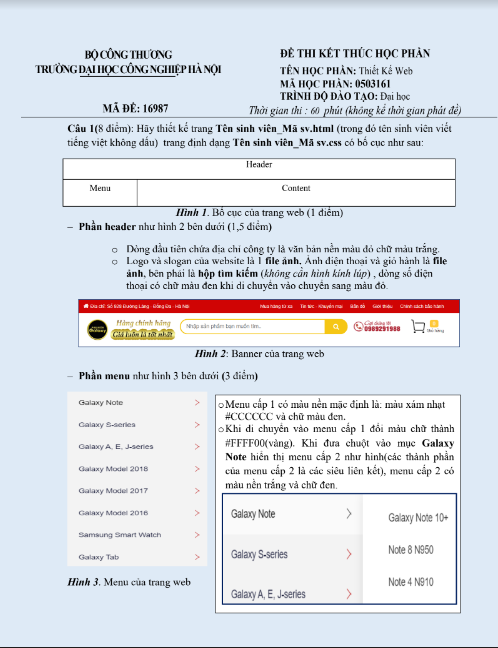 BỘ CÔNG THƯƠNG
TRƯỜNG ĐẠI HỌC CÔNG NGHIỆP HÀ NỘI
MÃ ĐỀ: 16987
ĐỀ THI KẾT THÚC HỌC PHẦN
TÊN HỌC PHẦN: Thiết Kế Web
MÃ HỌC PHẦN: 0503161
TRÌNH ĐỘ ĐÀO TẠO: Đại học
Thời gian thi : 60 phút (không kể thời gian phát đề)
Câu 1(8 điểm): Hãy thiết kế trang Tên sinh viên_Mã sv.html (trong đó tên sinh viên viết
tiếng việt không dấu) trang định dạng Tên sinh viên_Mã sv.css có bố cục như sau:
Header
Menu Content
Hình 1. Bố cục của trang web (1 điểm)
– Phần header như hình 2 bên dưới (1,5 điểm)
o Dòng đầu tiên chứa địa chỉ công ty là văn bản nền màu đỏ chữ màu trắng.
o Logo và slogan của website là 1 file ảnh, Ảnh điện thoại và giỏ hành là file
ảnh, bên phải là hộp tìm kiếm (không cần hình kính lúp) , dòng số điện
thoại có chữ màu đen khi di chuyển vào chuyển sang màu đỏ.
Địa chỉ: Số 828 Đường Láng - Đống Đa - Hà Nội Mua hàng từ xa Tin tức Khuyến mại Bản đồ Giới thiệu Chính sách bảo hành
Hàng chính hãng
Giá luôn là tốt nhất
Nhập sản phẩm bạn muốn tìm...
0989291988
Hình 2: Banner của trang web
– Phần menu như hình 3 bên dưới (3 điểm)
Galaxy Note >
Galaxy S-series >
Galaxy A, E, J-series >
Galaxy Model 2018 >
Galaxy Model 2017 >
Galaxy Model 2016 >
Samsung Smart Watch >
Galaxy Tab >
Hình 3. Menu của trang web
o Menu cấp 1 có màu nền mặc định là: màu xám nhạt
#CCCCCC và chữ màu đen.
o Khi di chuyển vào menu cấp 1 đổi màu chữ thành
#FFFF00(vàng). Khi đưa chuột vào mục Galaxy
Note hiển thị menu cấp 2 như hình(các thành phần
của menu cấp 2 là các siêu liên kết), menu cấp 2 có
màu nền trắng và chữ đen.
Galaxy Note > Galaxy Note 10+
Galaxy S-series > Note 8 N950
Galaxy A, E, J-series > Note 4 N910